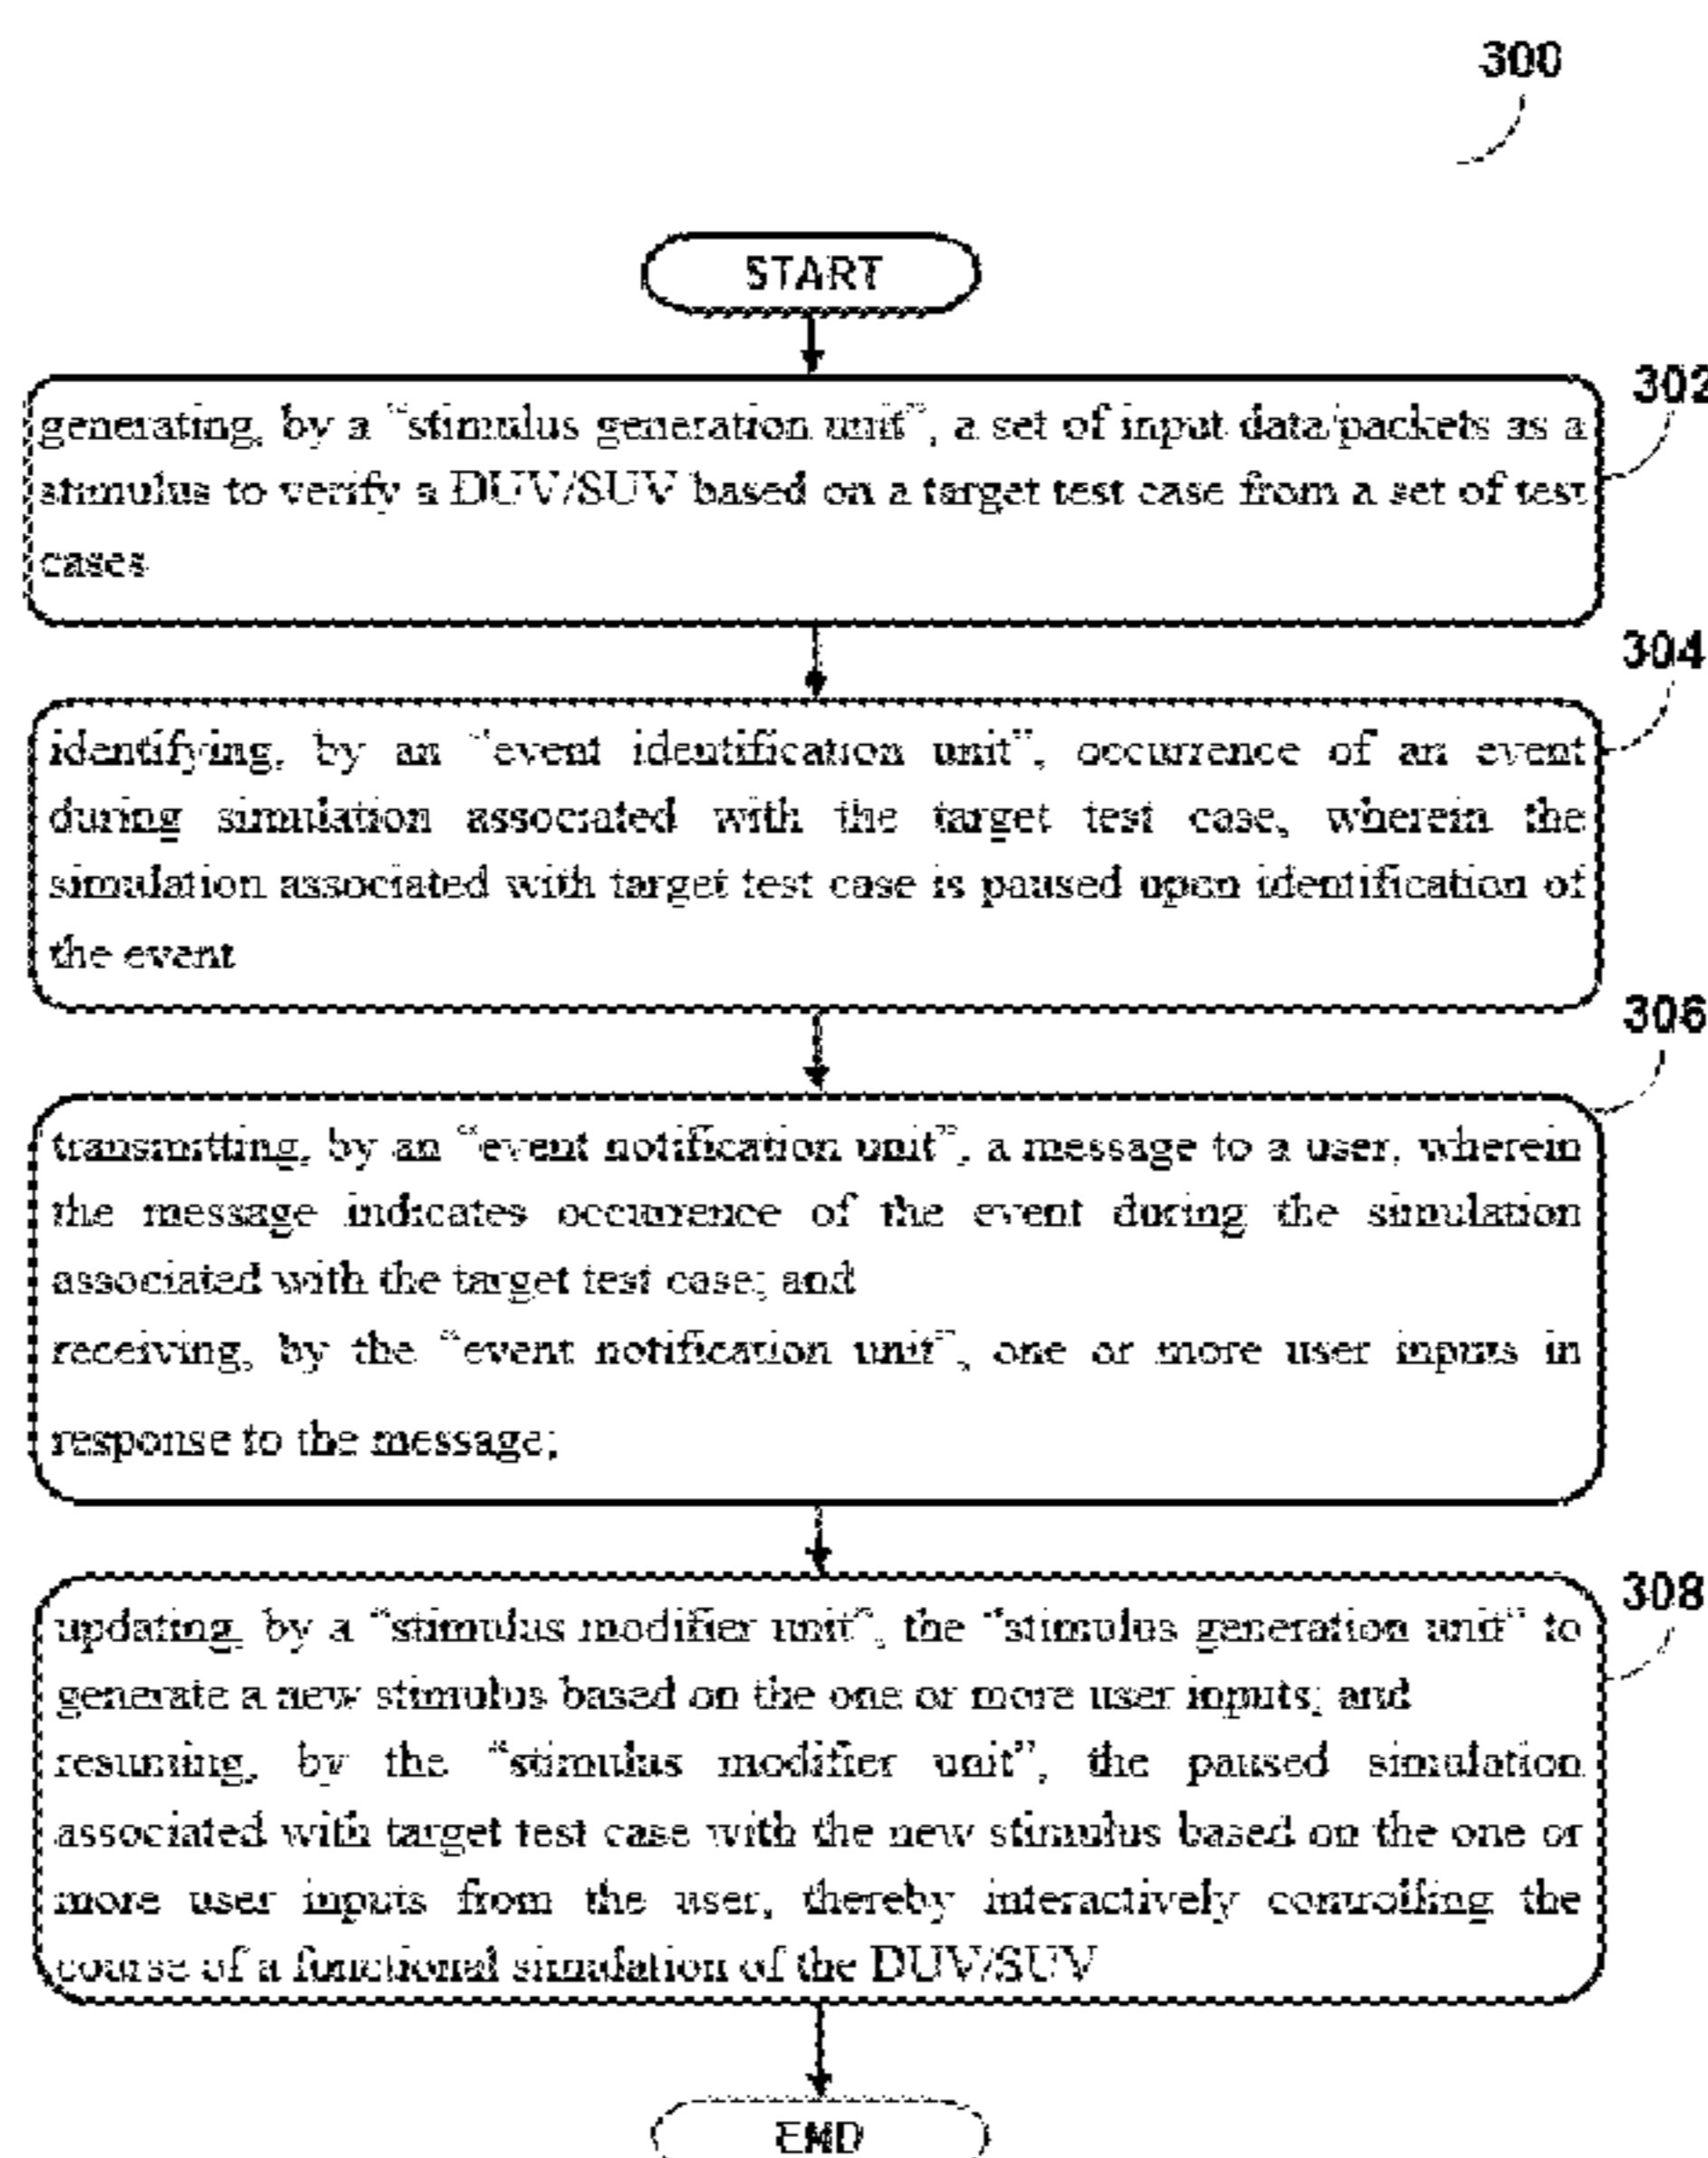 300
START
302
generating, by a "stimulus generation unit", a set of input data/packets as a
stimulus to verify a DUV/SUV based on a target test case from a set of test
cases
304
identifying, by an "event identification unit", occurrence of an event
during simulation associated with the target test case, wherein the
simulation associated with target test case is paused upon identification of
the event
306
transmitting, by an "event notification unit", a message to a user, wherein
the message indicates occurrence of the event during the simulation
associated with the target test case; and
receiving, by the "event notification unit", one or more user inputs in
response to the message;
308
updating, by a "stimulus modifier unit", the "stimulus generation unit" to
generate a new stimulus based on the one or more user inputs; and
resuming, by the "stimulus modifier unit", the paused simulation
associated with target test case with the new stimulus based on the one or
more user inputs from the user, thereby interactively controlling the
course of a functional simulation of the DUV/SUV
END